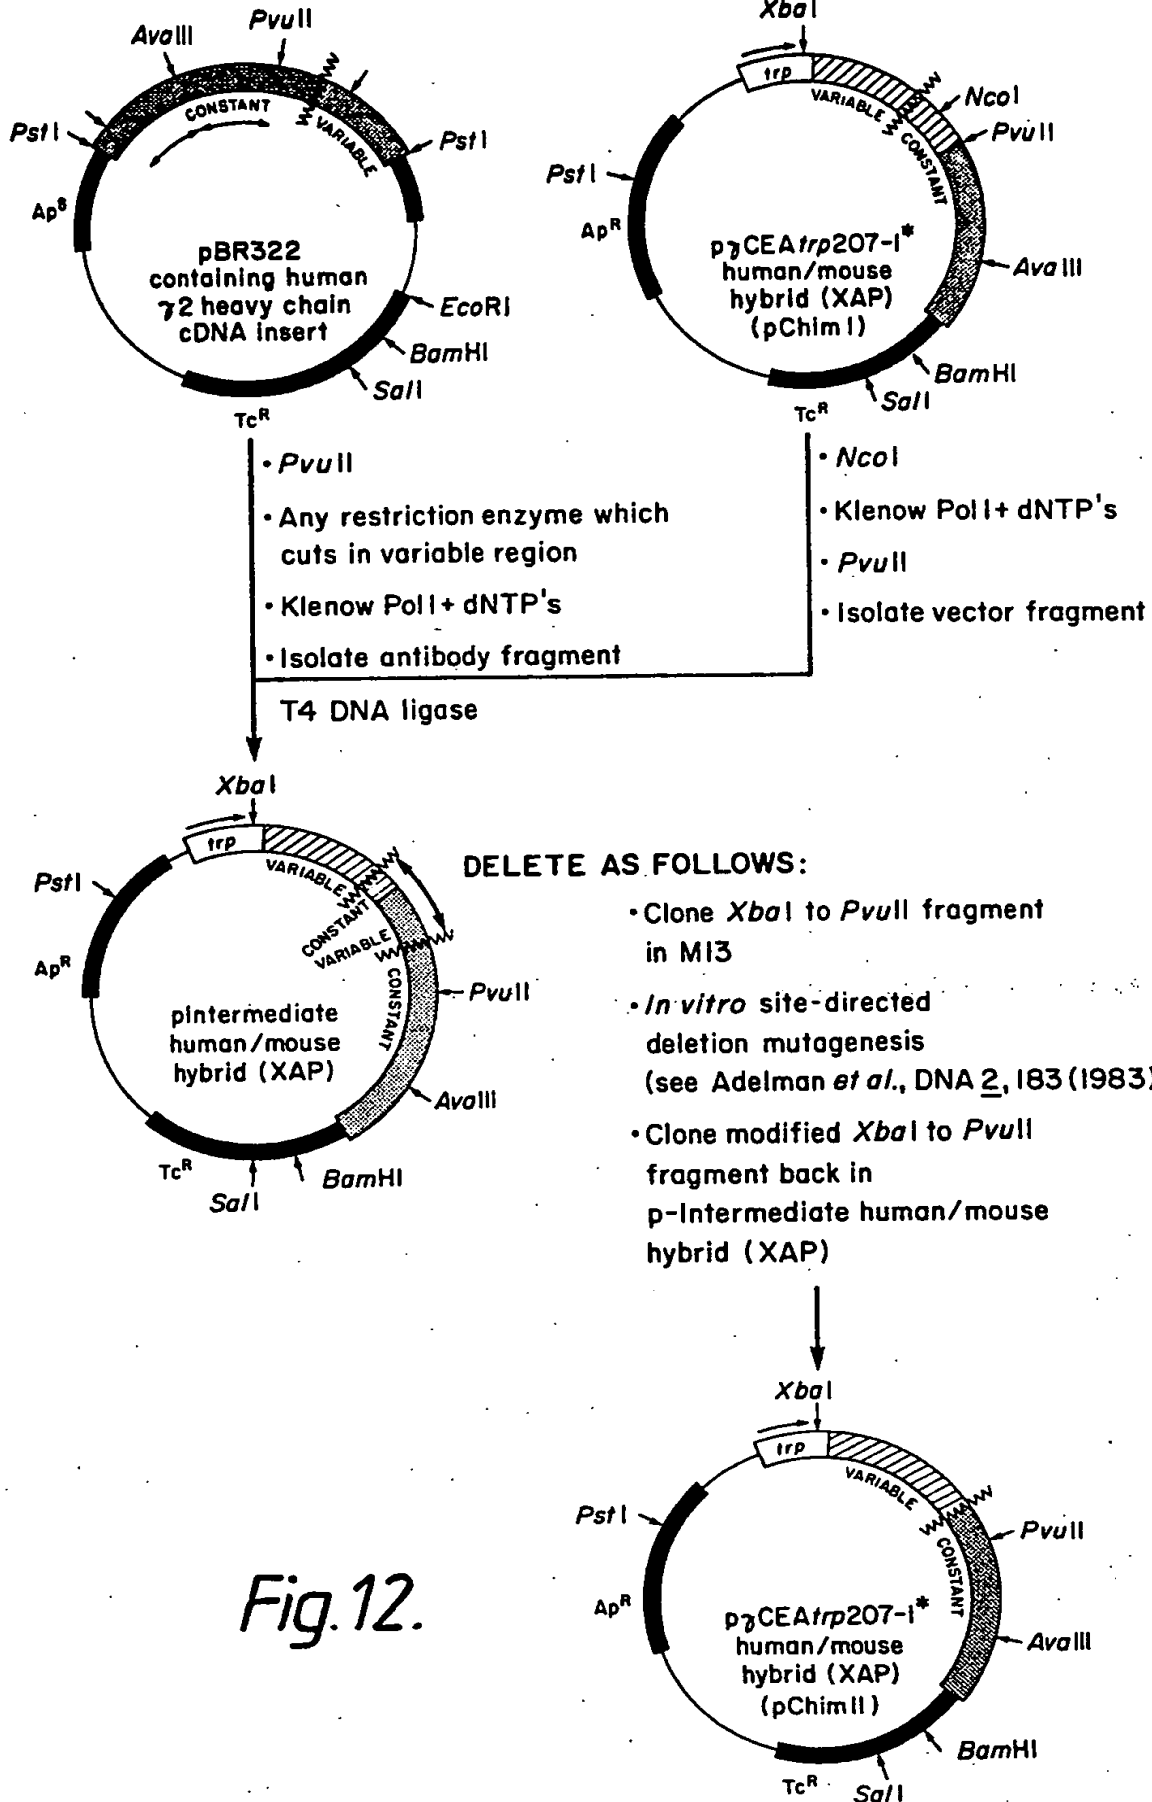 AvaIII
PvuII
PstI
CONSTANT
VARIABLE
PstI
Ap^S
pBR322
containing human
γ2 heavy chain
cDNA insert
EcoRI
BamHI
SalI
Tc^R
XbaI
trp
VARIABLE
CONSTANT
NcoI
PvuII
PstI
Ap^R
pγCEAtrp207-1*
human/mouse
hybrid (XAP)
(pChim I)
AvaIII
BamHI
SalI
Tc^R
• PvuII
• Any restriction enzyme which
cuts in variable region
• Klenow Pol I + dNTP's
• Isolate antibody fragment
• NcoI
• Klenow Pol I + dNTP's
• PvuII
• Isolate vector fragment
T4 DNA ligase
XbaI
trp
VARIABLE
CONSTANT
VARIABLE
CONSTANT
PstI
Ap^R
pIntermediate
human/mouse
hybrid (XAP)
PvuII
AvaIII
BamHI
SalI
Tc^R
DELETE AS FOLLOWS:
• Clone XbaI to PvuII fragment
in M13
• In vitro site-directed
deletion mutagenesis
(see Adelman et al., DNA 2, 183 (1983)
• Clone modified XbaI to PvuII
fragment back in
p-Intermediate human/mouse
hybrid (XAP)
XbaI
trp
VARIABLE
CONSTANT
PstI
PvuII
Ap^R
pγCEAtrp207-1*
human/mouse
hybrid (XAP)
(pChim II)
AvaIII
BamHI
SalI
Tc^R
Fig. 12.